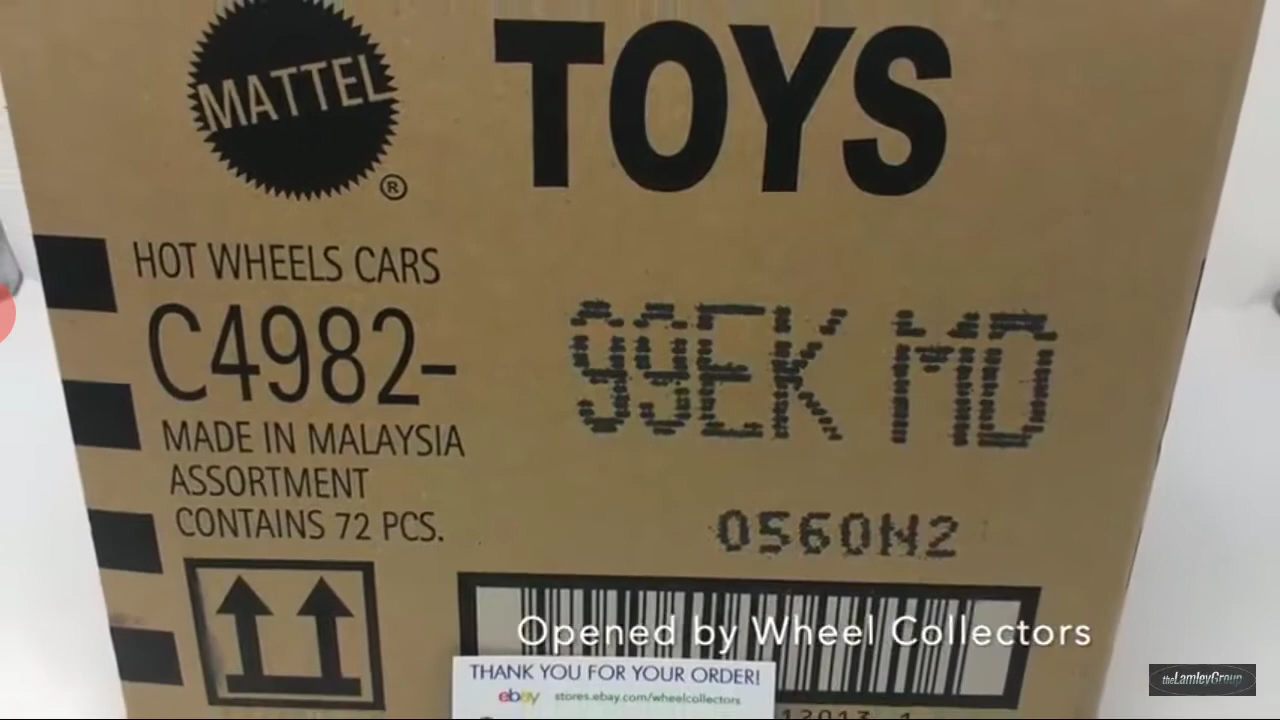 MATTEL
®
TOYS
HOT WHEELS CARS
C4982-
99EK MD
MADE IN MALAYSIA
ASSORTMENT
CONTAINS 72 PCS.
0560N2
Opened by Wheel Collectors
THANK YOU FOR YOUR ORDER!
ebay stores.ebay.com/wheelcollectors
theLamleyGroup